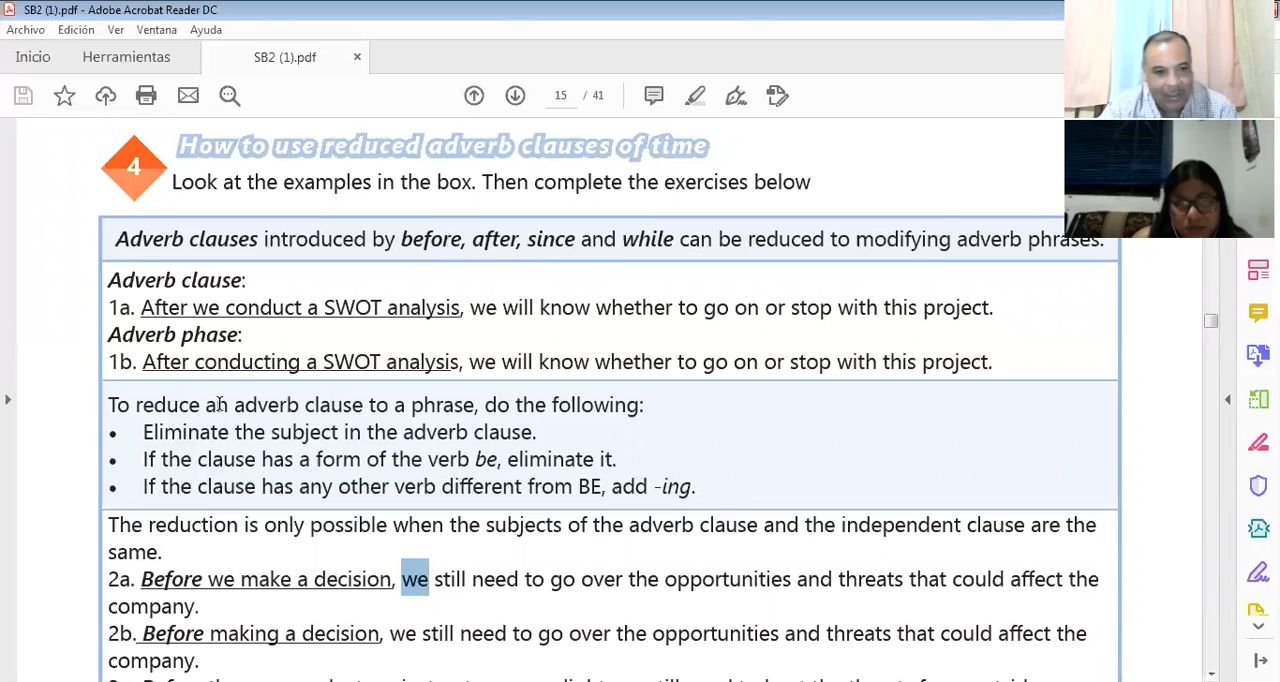 SB2 (1).pdf - Adobe Acrobat Reader DC
Archivo Edición Ver Ventana Ayuda
Inicio Herramientas SB2 (1).pdf ×
15 / 41
4 How to use reduced adverb clauses of time
Look at the examples in the box. Then complete the exercises below
Adverb clauses introduced by before, after, since and while can be reduced to modifying adverb phrases.
Adverb clause:
1a. After we conduct a SWOT analysis, we will know whether to go on or stop with this project.
Adverb phase:
1b. After conducting a SWOT analysis, we will know whether to go on or stop with this project.
To reduce an adverb clause to a phrase, do the following:
• Eliminate the subject in the adverb clause.
• If the clause has a form of the verb be, eliminate it.
• If the clause has any other verb different from BE, add -ing.
The reduction is only possible when the subjects of the adverb clause and the independent clause are the
same.
2a. Before we make a decision, we still need to go over the opportunities and threats that could affect the
company.
2b. Before making a decision, we still need to go over the opportunities and threats that could affect the
company.